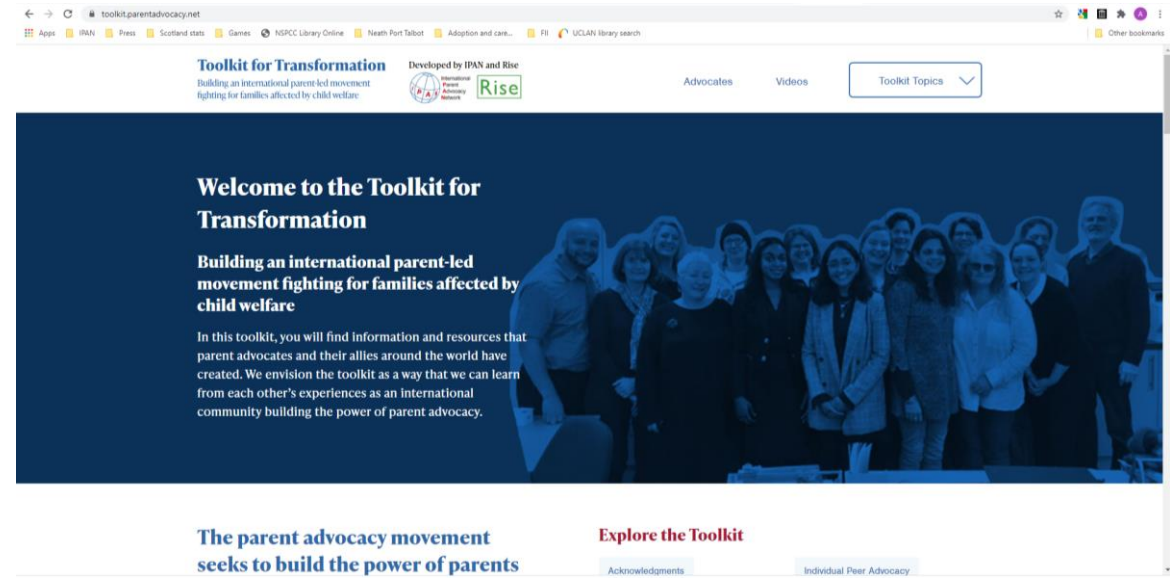 toolkit.parentadvocacy.net
Apps IPAN Press Scotland stats Games NSPCC Library Online Neath Port Talbot Adoption and care... FII UCLAN library search Other bookmarks
Toolkit for Transformation
Building an international parent-led movement
fighting for families affected by child welfare
Developed by IPAN and Rise
IPAN
International
Parent
Advocacy
Network
Rise
Advocates Videos Toolkit Topics
Welcome to the Toolkit for
Transformation
Building an international parent-led
movement fighting for families affected by
child welfare
In this toolkit, you will find information and resources that
parent advocates and their allies around the world have
created. We envision the toolkit as a way that we can learn
from each other's experiences as an international
community building the power of parent advocacy.
The parent advocacy movement
seeks to build the power of parents
Explore the Toolkit
Acknowledgments Individual Peer Advocacy